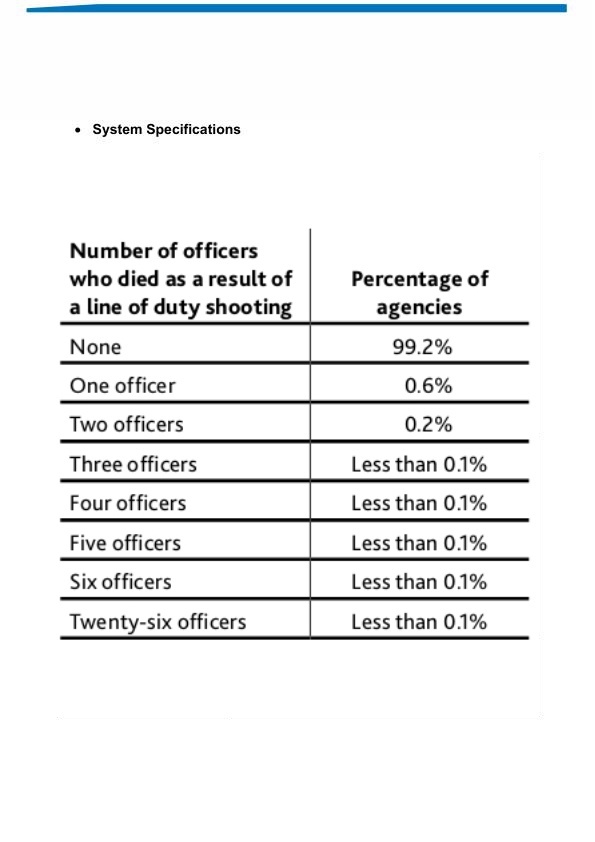 • System Specifications
Number of officers
who died as a result of
a line of duty shooting
Percentage of
agencies
None 99.2%
One officer 0.6%
Two officers 0.2%
Three officers Less than 0.1%
Four officers Less than 0.1%
Five officers Less than 0.1%
Six officers Less than 0.1%
Twenty-six officers Less than 0.1%